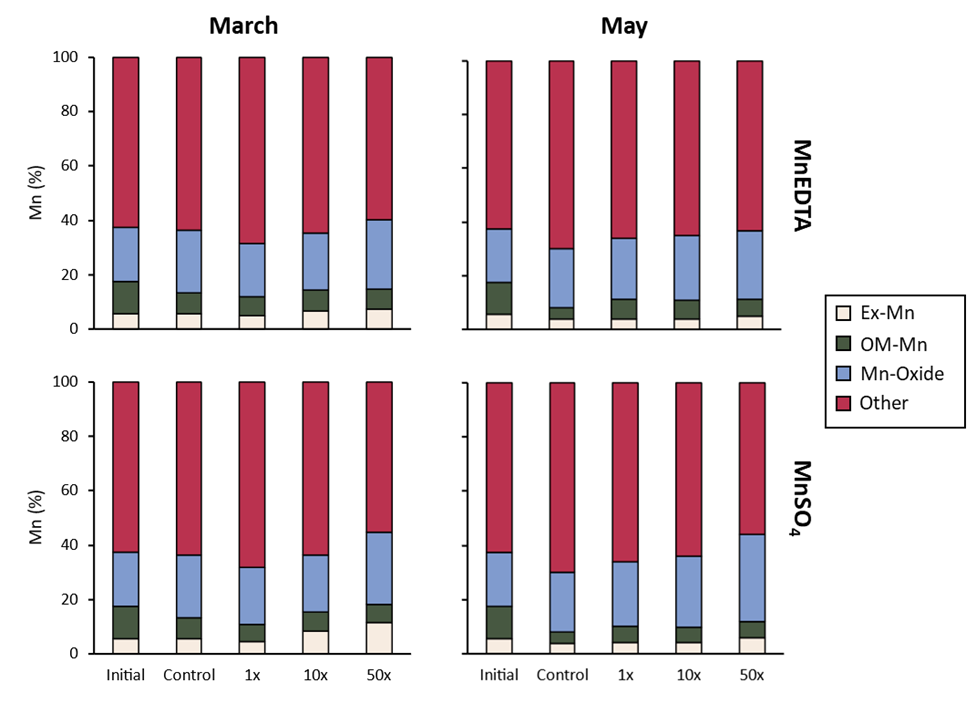 March
May
100
80
60
40
20
0
Mn (%)
MnEDTA
Ex-Mn
OM-Mn
Mn-Oxide
Other
100
80
60
40
20
0
Mn (%)
MnSO4
Initial Control 1x 10x 50x
Initial Control 1x 10x 50x